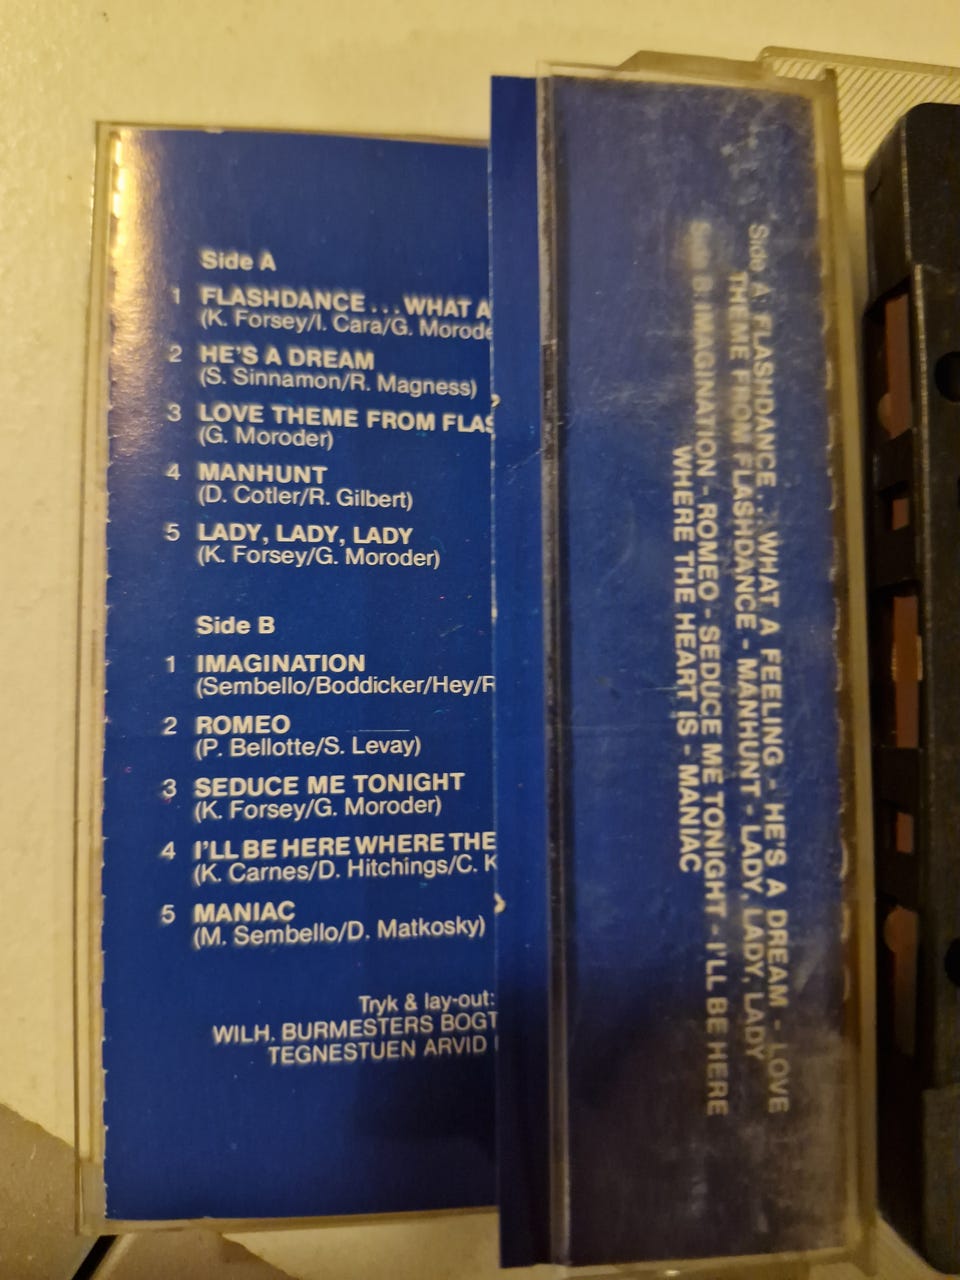 Side A
1 FLASHDANCE . . . WHAT A
(K. Forsey/I. Cara/G. Morode
2 HE'S A DREAM
(S. Sinnamon/R. Magness)
3 LOVE THEME FROM FLAS
(G. Moroder)
4 MANHUNT
(D. Cotler/R. Gilbert)
5 LADY, LADY, LADY
(K. Forsey/G. Moroder)
Side B
1 IMAGINATION
(Sembello/Boddicker/Hey/R
2 ROMEO
(P. Bellotte/S. Levay)
3 SEDUCE ME TONIGHT
(K. Forsey/G. Moroder)
4 I'LL BE HERE WHERE THE
(K. Carnes/D. Hitchings/C. K
5 MANIAC
(M. Sembello/D. Matkosky)
Tryk & lay-out:
WILH. BURMESTERS BOGT
TEGNESTUEN ARVID
Side A: FLASHDANCE . . . WHAT A FEELING - HE'S A DREAM - LOVE
THEME FROM FLASHDANCE - MANHUNT - LADY, LADY, LADY
Side B: IMAGINATION - ROMEO - SEDUCE ME TONIGHT - I'LL BE HERE
WHERE THE HEART IS - MANIAC